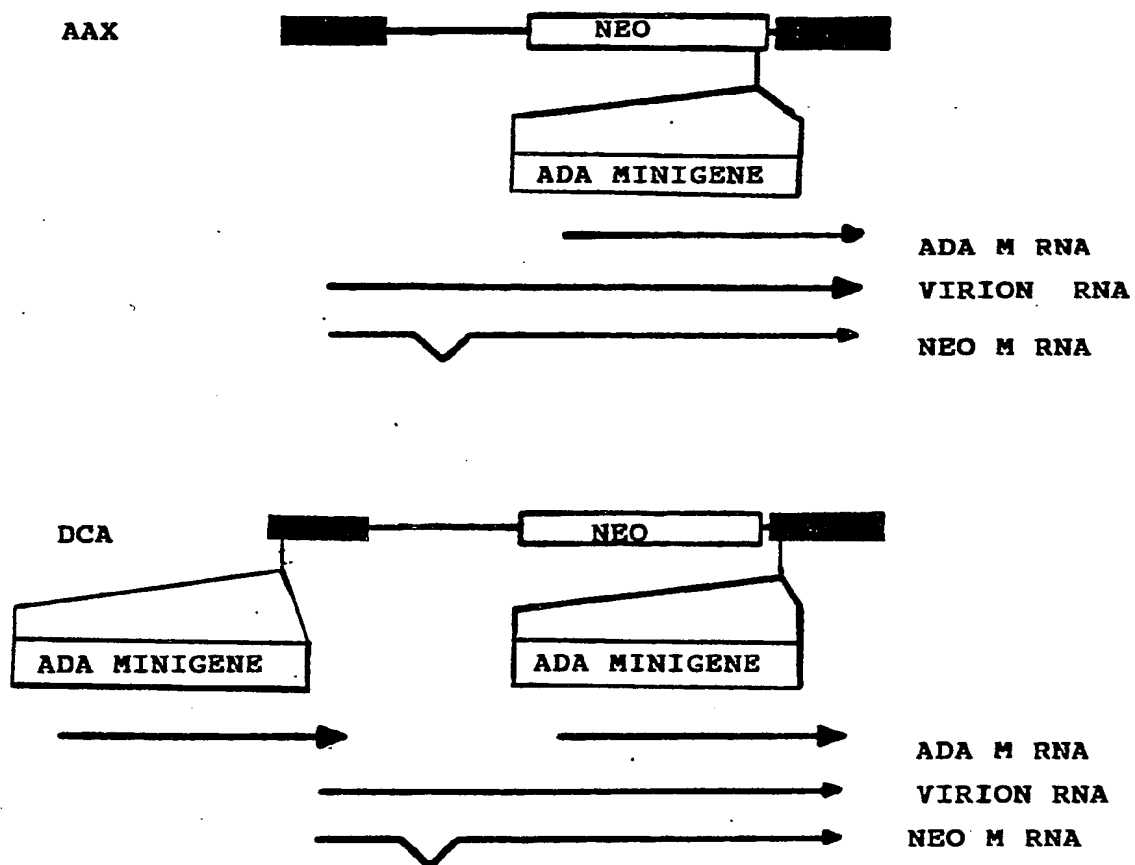 AAX
NEO
ADA MINIGENE
ADA M RNA
VIRION RNA
NEO M RNA
DCA
NEO
ADA MINIGENE ADA MINIGENE
ADA M RNA
VIRION RNA
NEO M RNA